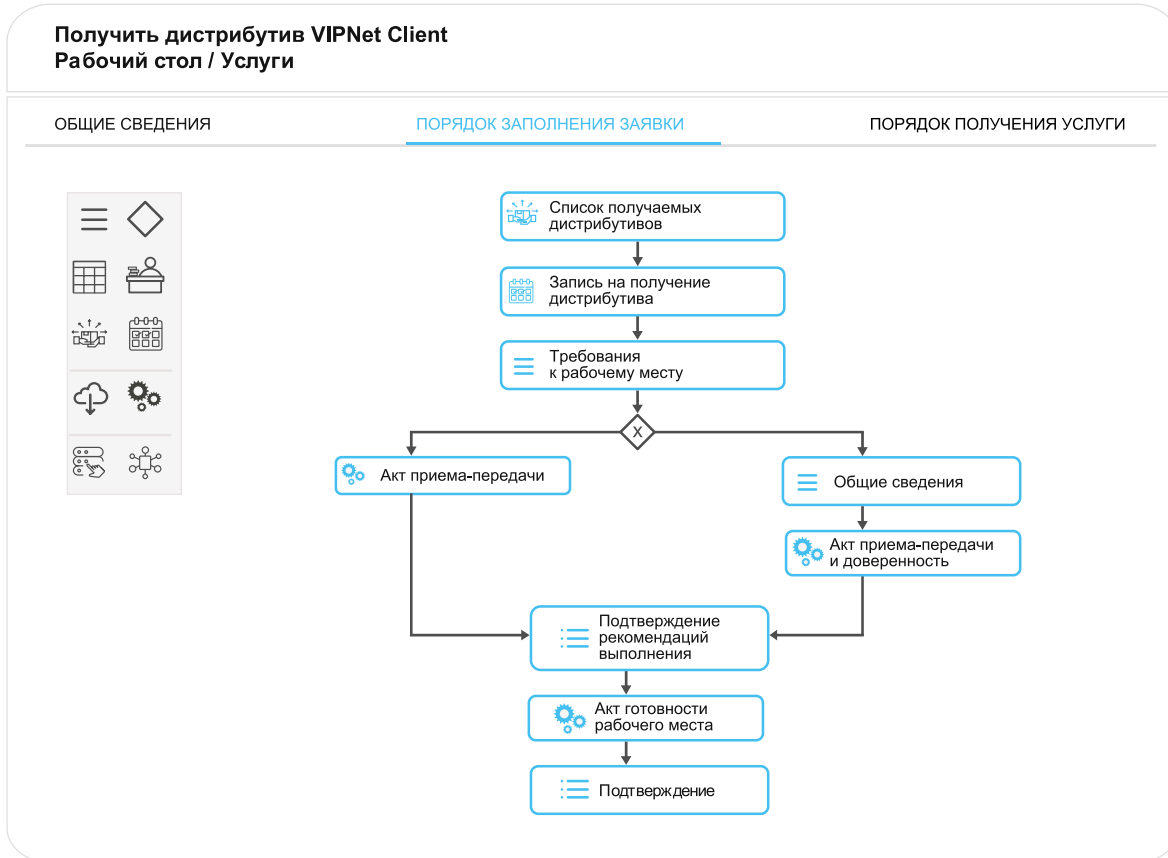 Получить дистрибутив VIPNet Client
Рабочий стол / Услуги
ОБЩИЕ СВЕДЕНИЯ
ПОРЯДОК ЗАПОЛНЕНИЯ ЗАЯВКИ
ПОРЯДОК ПОЛУЧЕНИЯ УСЛУГИ
Список получаемых
дистрибутивов
Запись на получение
дистрибутива
Требования
к рабочему месту
X
Акт приема-передачи
Общие сведения
Акт приема-передачи
и доверенность
Подтверждение
рекомендаций
выполнения
Акт готовности
рабочего места
Подтверждение